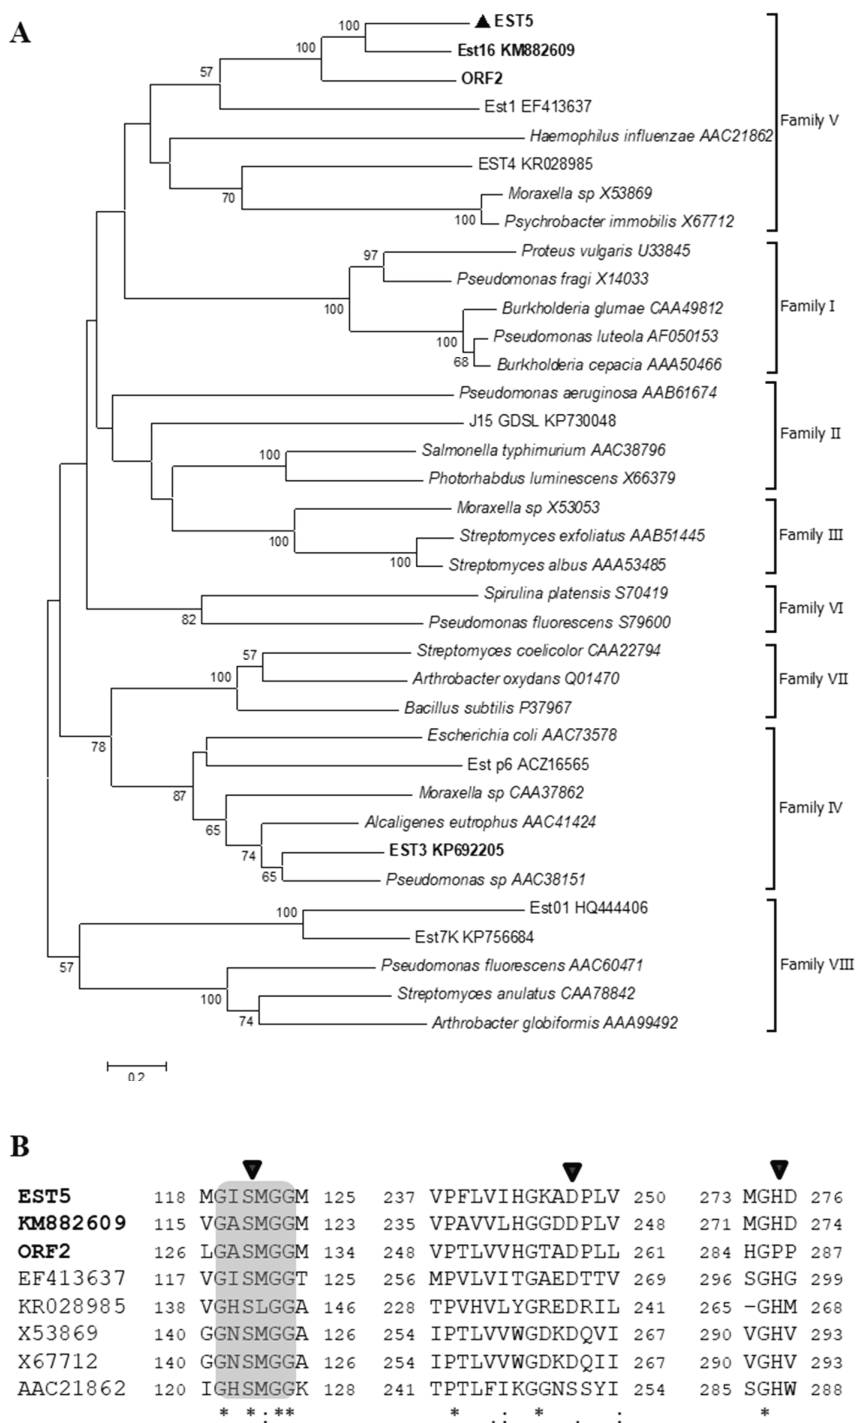 A
100 ▲ EST5
100 Est16 KM882609
57 ORF2
Est1 EF413637
Family V
Haemophilus influenzae AAC21862
EST4 KR028985
70 Moraxella sp X53869
100 Psychrobacter immobilis X67712
97 Proteus vulgaris U33845
Pseudomonas fragi X14033
100 Burkholderia glumae CAA49812
Family I
100 Pseudomonas luteola AF050153
68 Burkholderia cepacia AAA50466
Pseudomonas aeruginosa AAB61674
J15 GDSL KP730048
Family II
100 Salmonella typhimurium AAC38796
Photorhabdus luminescens X66379
Moraxella sp X53053
100 Streptomyces exfoliatus AAB51445
Family III
100 Streptomyces albus AAA53485
Spirulina platensis S70419
Family VI
82 Pseudomonas fluorescens S79600
57 Streptomyces coelicolor CAA22794
100 Arthrobacter oxydans Q01470
Family VII
Bacillus subtilis P37967
78 Escherichia coli AAC73578
Est p6 ACZ16565
87 Moraxella sp CAA37862
Family IV
65 Alcaligenes eutrophus AAC41424
74 EST3 KP692205
65 Pseudomonas sp AAC38151
100 Est01 HQ444406
Est7K KP756684
57 Pseudomonas fluorescens AAC60471
Family VIII
100 Streptomyces anulatus CAA78842
74 Arthrobacter globiformis AAA99492
0.2
B
EST5 118 MGISMGGM 125 237 VPFLVIHGKADPLV 250 273 MGHD 276
KM882609 115 VGASMGGM 123 235 VPAVVLHGGDDPLV 248 271 MGHD 274
ORF2 126 LGASMGGM 134 248 VPTLVVHGTADPLL 261 284 HGPP 287
EF413637 117 VGISMGGT 125 256 MPVLVITGAEDTTV 269 296 SGHG 299
KR028985 138 VGHSLGGA 146 228 TPVHVLYGREDRIL 241 265 -GHM 268
X53869 140 GGNSMGGA 126 254 IPTLVVWGDKDQVI 267 290 VGHV 293
X67712 140 GGNSMGGA 126 254 IPTLVVWGDKDQII 267 290 VGHV 293
AAC21862 120 IGHSMGGK 128 241 TPTLFIKGGNSSYI 254 285 SGHW 288
* *:** * .: * . : *